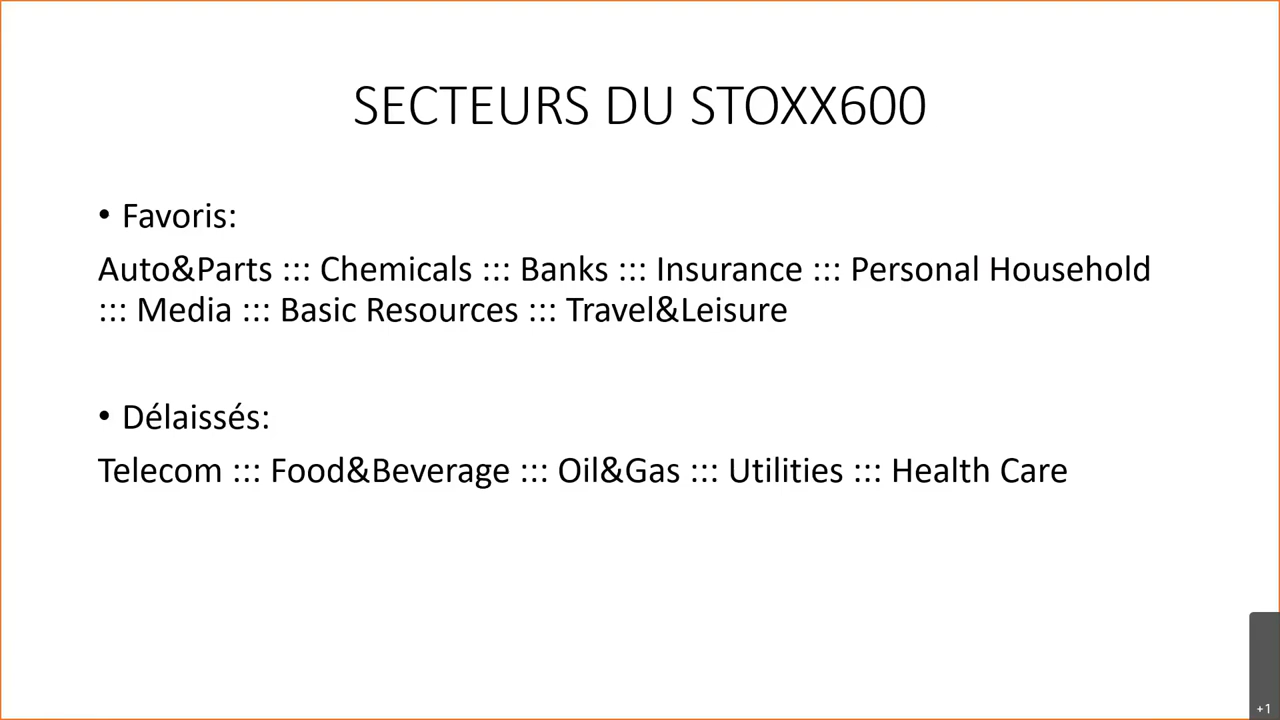 SECTEURS DU STOXX600
• Favoris:
Auto&Parts ::: Chemicals ::: Banks ::: Insurance ::: Personal Household
::: Media ::: Basic Resources ::: Travel&Leisure
• Délaissés:
Telecom ::: Food&Beverage ::: Oil&Gas ::: Utilities ::: Health Care
+1